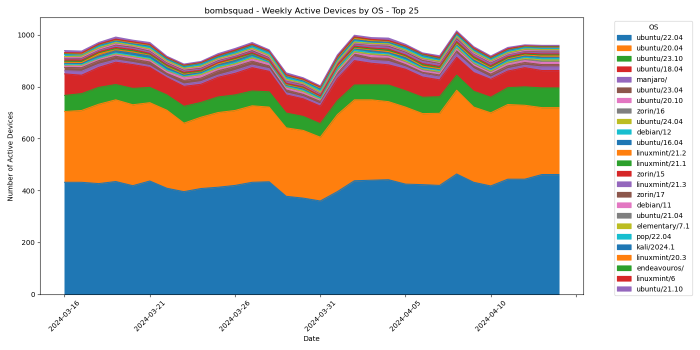 bombsquad - Weekly Active Devices by OS - Top 25
Number of Active Devices
1000
800
600
400
200
0
2024-03-16
2024-03-21
2024-03-26
2024-03-31
2024-04-05
2024-04-10
Date
OS
ubuntu/22.04
ubuntu/20.04
ubuntu/23.10
ubuntu/18.04
manjaro/
ubuntu/23.04
ubuntu/20.10
zorin/16
ubuntu/24.04
debian/12
ubuntu/16.04
linuxmint/21.2
linuxmint/21.1
zorin/15
linuxmint/21.3
zorin/17
debian/11
ubuntu/21.04
elementary/7.1
pop/22.04
kali/2024.1
linuxmint/20.3
endeavouros/
linuxmint/6
ubuntu/21.10